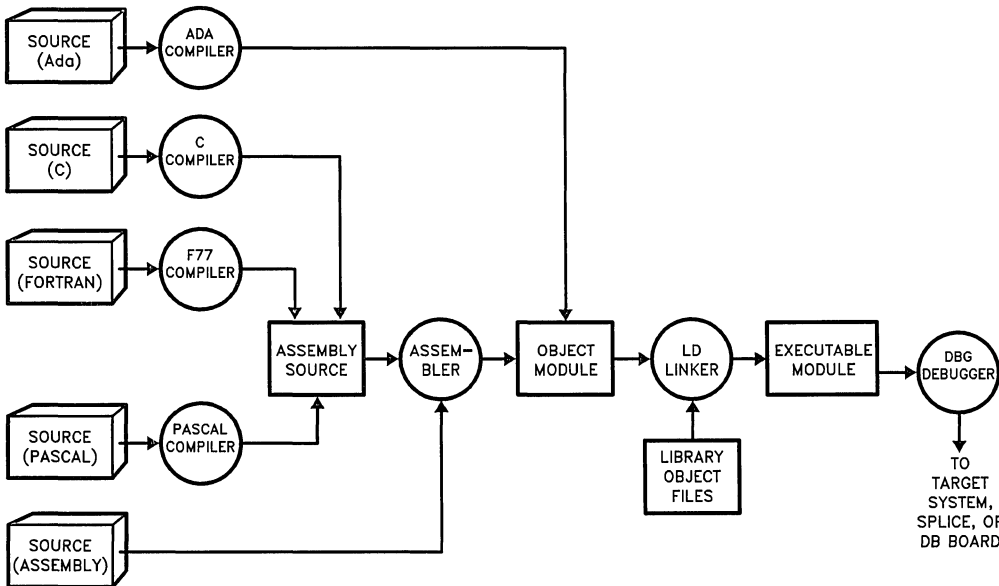 SOURCE
(Ada)
ADA
COMPILER
SOURCE
(C)
C
COMPILER
SOURCE
(FORTRAN)
F77
COMPILER
ASSEMBLY
SOURCE
ASSEM-
BLER
OBJECT
MODULE
LD
LINKER
EXECUTABLE
MODULE
DBG
DEBUGGER
SOURCE
(PASCAL)
PASCAL
COMPILER
LIBRARY
OBJECT
FILES
TO
TARGET
SYSTEM,
SPLICE, OR
DB BOARD
SOURCE
(ASSEMBLY)